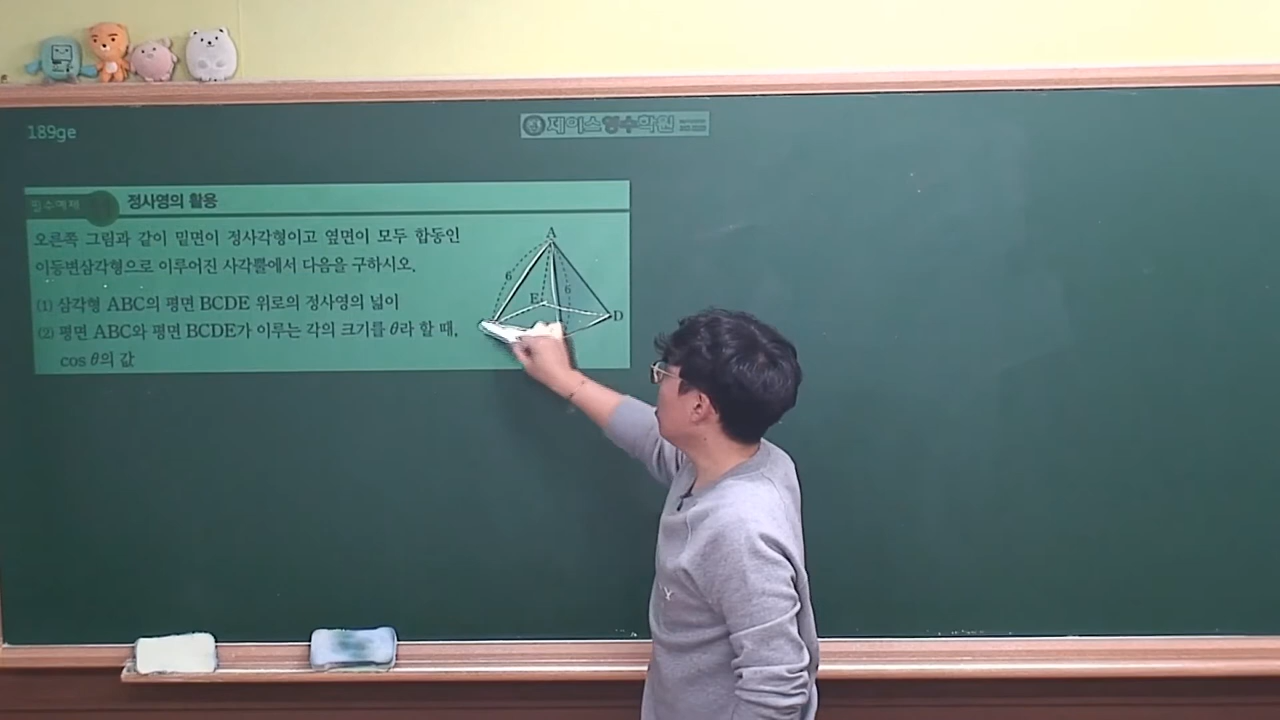 189ge
제이스영수학원
필수예제
정사영의 활용
오른쪽 그림과 같이 밑면이 정사각형이고 옆면이 모두 합동인
이등변삼각형으로 이루어진 사각뿔에서 다음을 구하시오.
(1) 삼각형 ABC의 평면 BCDE 위로의 정사영의 넓이
(2) 평면 ABC와 평면 BCDE가 이루는 각의 크기를 θ라 할 때,
cos θ의 값
A
6
6
E
D